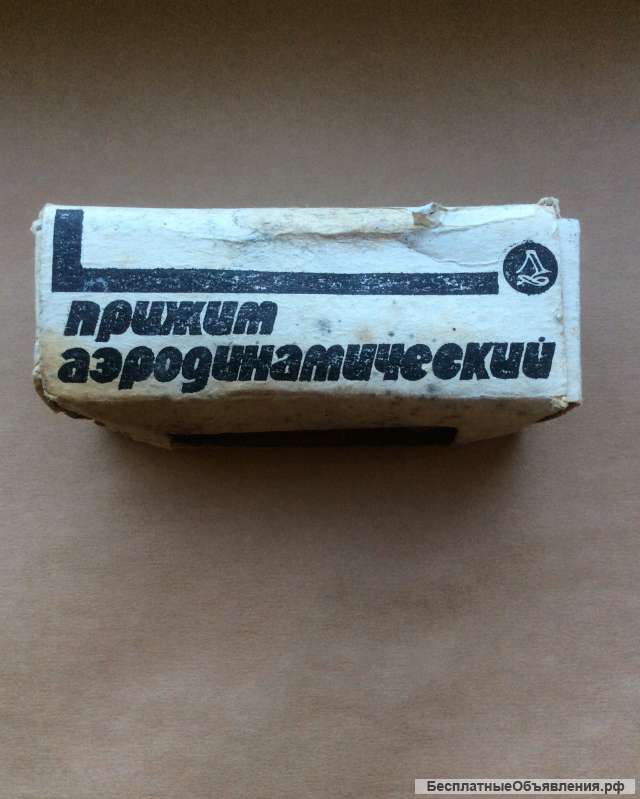 прижим
аэродинамический
БесплатныеОбъявления.рф